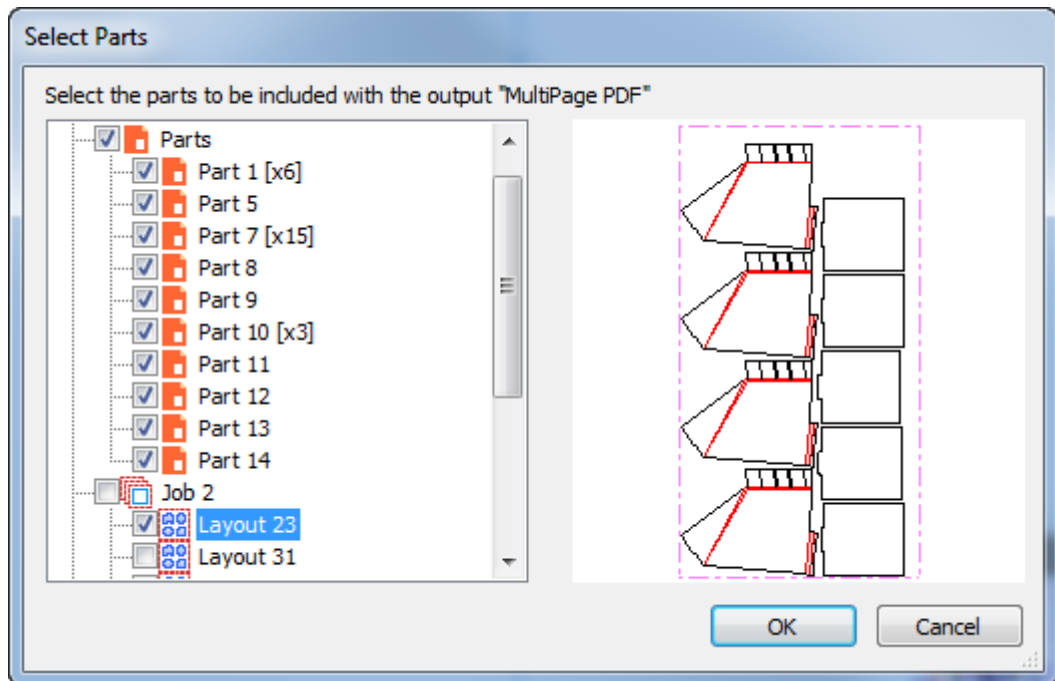 Select Parts
Select the parts to be included with the output "MultiPage PDF"
Parts
Part 1 [x6]
Part 5
Part 7 [x15]
Part 8
Part 9
Part 10 [x3]
Part 11
Part 12
Part 13
Part 14
Job 2
Layout 23
Layout 31
OK
Cancel